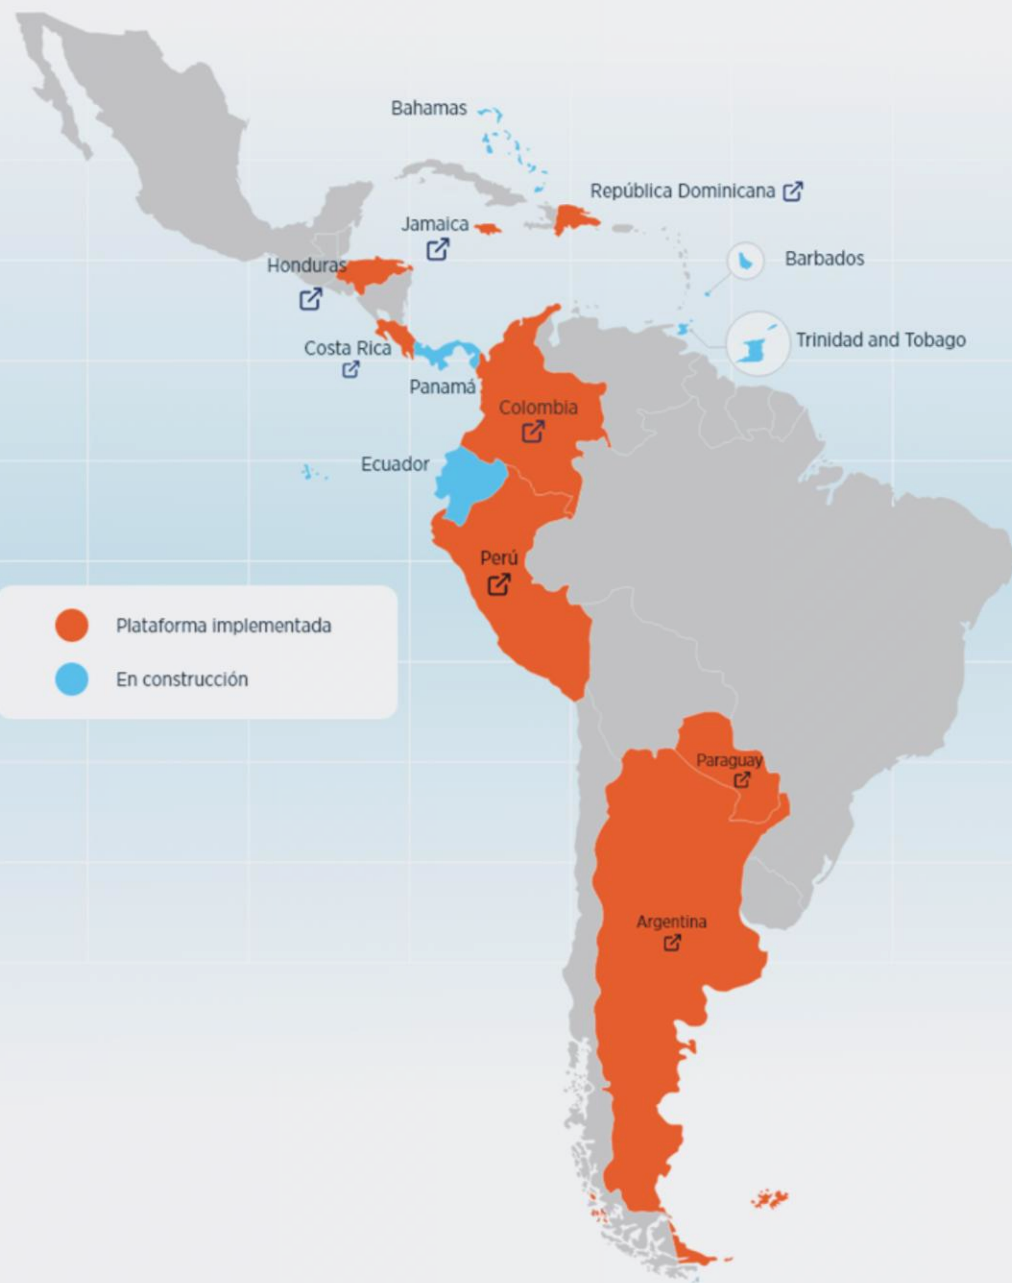 Bahamas
República Dominicana
Jamaica
Barbados
Honduras
Trinidad and Tobago
Costa Rica
Panamá
Colombia
Ecuador
Perú
Plataforma implementada
En construcción
Paraguay
Argentina